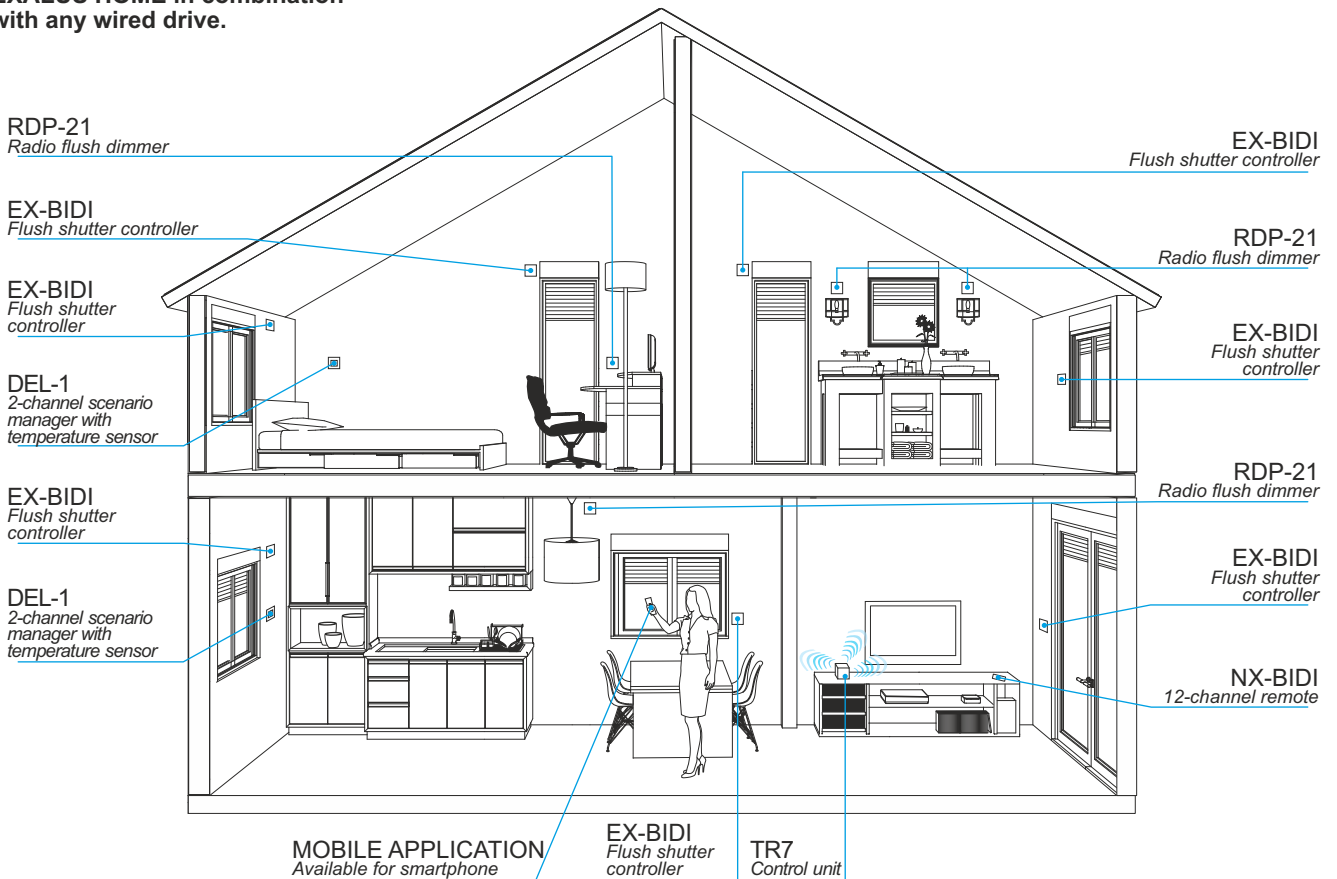 EXALUS HOME in combination
with any wired drive.
RDP-21
Radio flush dimmer
EX-BIDI
Flush shutter controller
EX-BIDI
Flush shutter
controller
DEL-1
2-channel scenario
manager with
temperature sensor
EX-BIDI
Flush shutter
controller
DEL-1
2-channel scenario
manager with
temperature sensor
EX-BIDI
Flush shutter controller
RDP-21
Radio flush dimmer
EX-BIDI
Flush shutter
controller
RDP-21
Radio flush dimmer
EX-BIDI
Flush shutter
controller
NX-BIDI
12-channel remote
MOBILE APPLICATION
Available for smartphone
EX-BIDI
Flush shutter
controller
TR7
Control unit